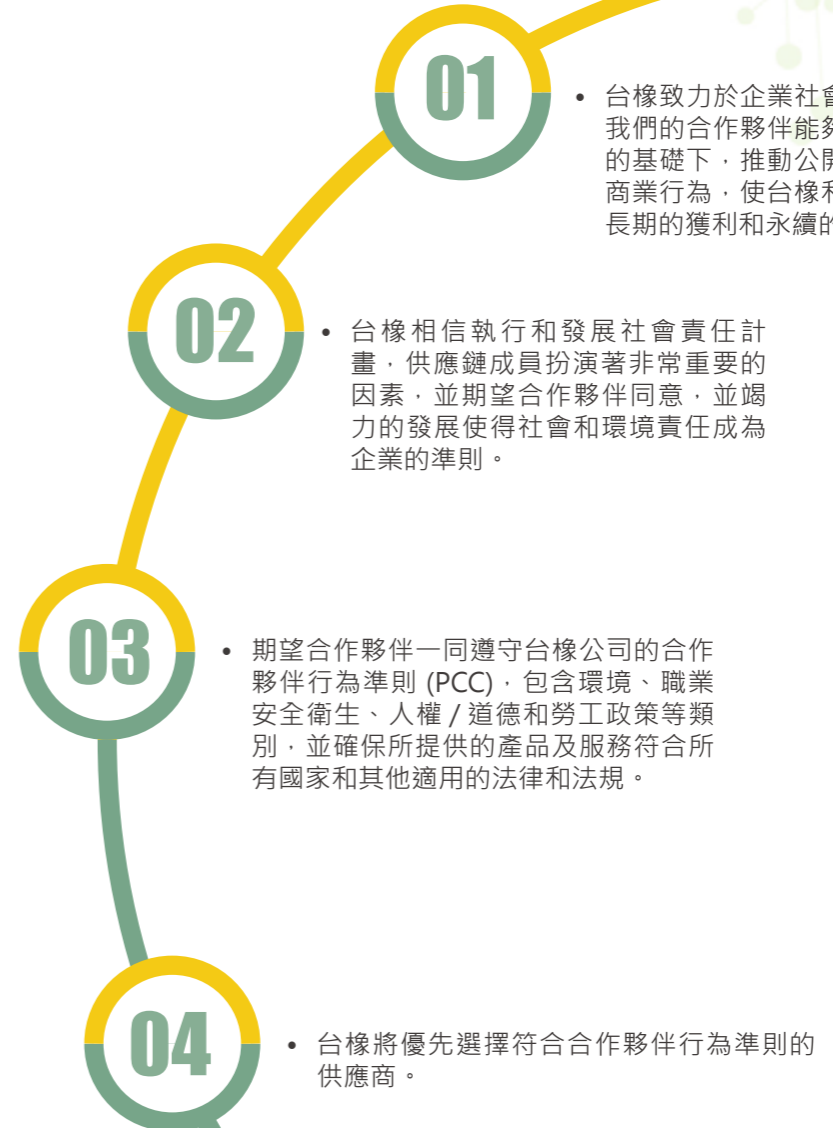 01
• 台橡致力於企業社會
我們的合作夥伴能夠
的基礎下，推動公開
商業行為，使台橡和
長期的獲利和永續的
02
• 台橡相信執行和發展社會責任計
畫，供應鏈成員扮演著非常重要的
因素，並期望合作夥伴同意，並竭
力的發展使得社會和環境責任成為
企業的準則。
03
• 期望合作夥伴一同遵守台橡公司的合作
夥伴行為準則 (PCC)，包含環境、職業
安全衛生、人權 / 道德和勞工政策等類
別，並確保所提供的產品及服務符合所
有國家和其他適用的法律和法規。
04
• 台橡將優先選擇符合合作夥伴行為準則的
供應商。